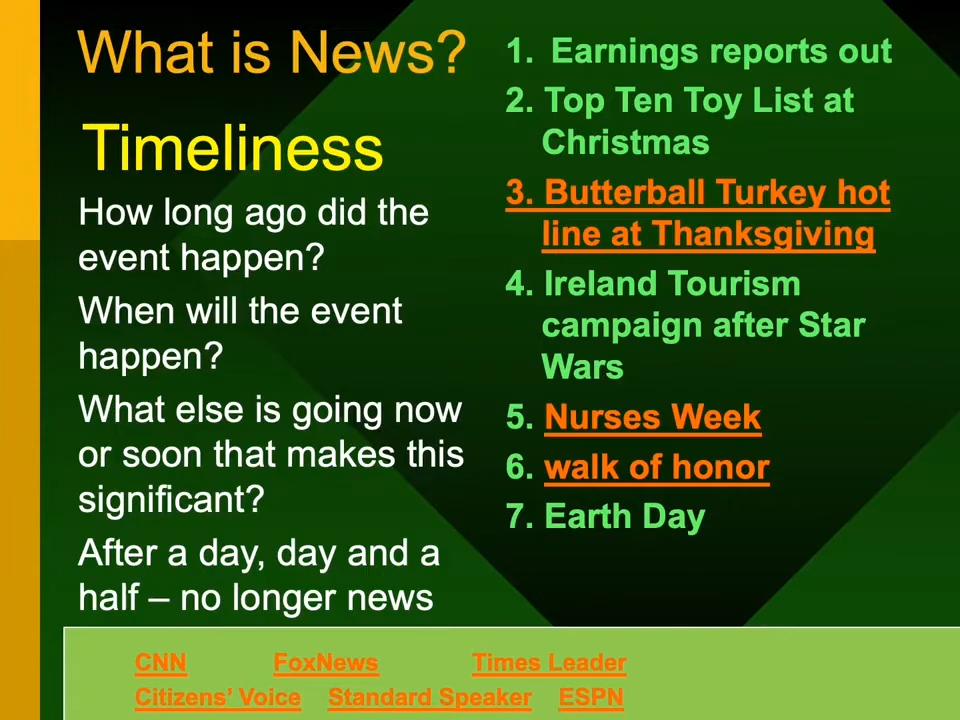 What is News?
Timeliness
How long ago did the
event happen?
When will the event
happen?
What else is going now
or soon that makes this
significant?
After a day, day and a
half – no longer news
1. Earnings reports out
2. Top Ten Toy List at
Christmas
3. Butterball Turkey hot
line at Thanksgiving
4. Ireland Tourism
campaign after Star
Wars
5. Nurses Week
6. walk of honor
7. Earth Day
CNN FoxNews Times Leader
Citizens’ Voice Standard Speaker ESPN